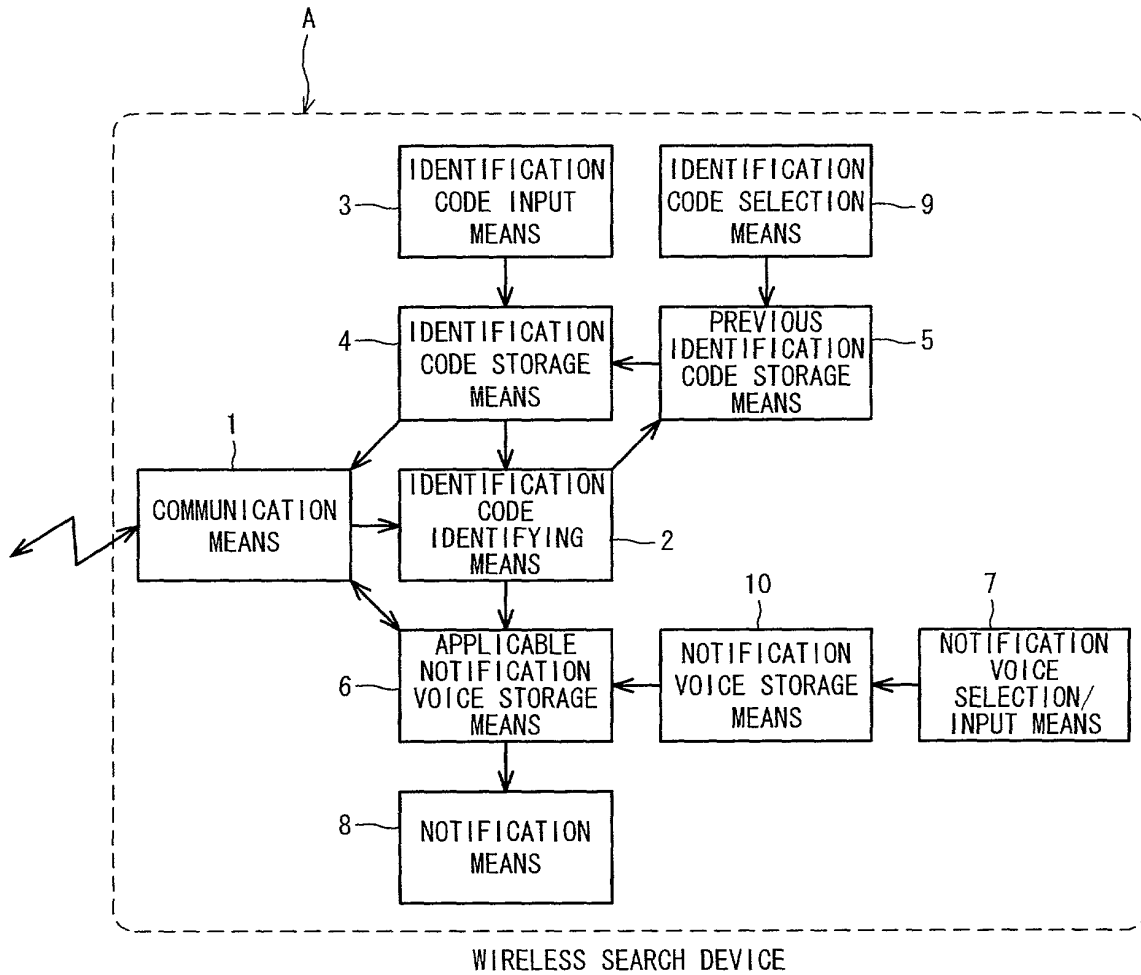 A
IDENTIFICATION
CODE INPUT
MEANS
3
IDENTIFICATION
CODE SELECTION
MEANS
9
IDENTIFICATION
CODE STORAGE
MEANS
4
PREVIOUS
IDENTIFICATION
CODE STORAGE
MEANS
5
1
COMMUNICATION
MEANS
IDENTIFICATION
CODE
IDENTIFYING
MEANS
2
APPLICABLE
NOTIFICATION
VOICE STORAGE
MEANS
6
10
NOTIFICATION
VOICE STORAGE
MEANS
7
NOTIFICATION
VOICE
SELECTION/
INPUT MEANS
8
NOTIFICATION
MEANS
WIRELESS SEARCH DEVICE